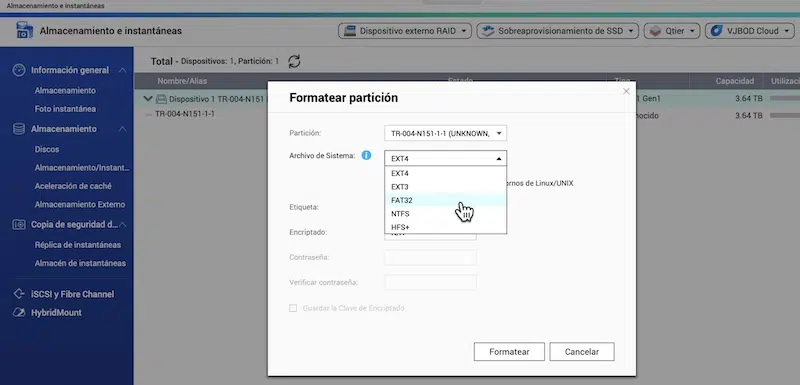 Almacenamiento e instantáneas
Almacenamiento e instantáneas
Dispositivo externo RAID
Sobreaprovisionamiento de SSD
Qtier
VJBOD Cloud
Información general
Almacenamiento
Foto instantánea
Almacenamiento
Discos
Almacenamiento/Instant...
Aceleración de caché
Almacenamiento Externo
Copia de seguridad d...
Réplica de instantáneas
Almacén de instantáneas
iSCSI y Fibre Channel
HybridMount
Total - Dispositivos: 1, Partición: 1
Nombre/Alias Estado Tipo Capacidad Utilizaci
Dispositivo 1 TR-004-N151 1 Gen1 3.64 TB
TR-004-N151-1-1 nocido 3.64 TB
Formatear partición
Partición: TR-004-N151-1-1 (UNKNOWN,
Archivo de Sistema: EXT4
EXT4
ernos de Linux/UNIX
EXT3
FAT32
Etiqueta:
NTFS
HFS+
Encriptado:
Contraseña:
Verificar contraseña:
Guardar la Clave de Encriptado
Formatear Cancelar